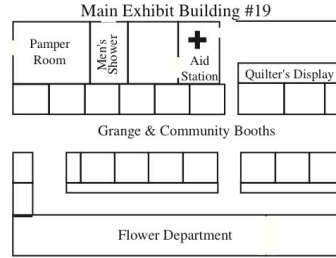 Main Exhibit Building #19
Pamper
Room
Men's
Shower
Aid
Station
Quilter's Display
Grange & Community Booths
Flower Department